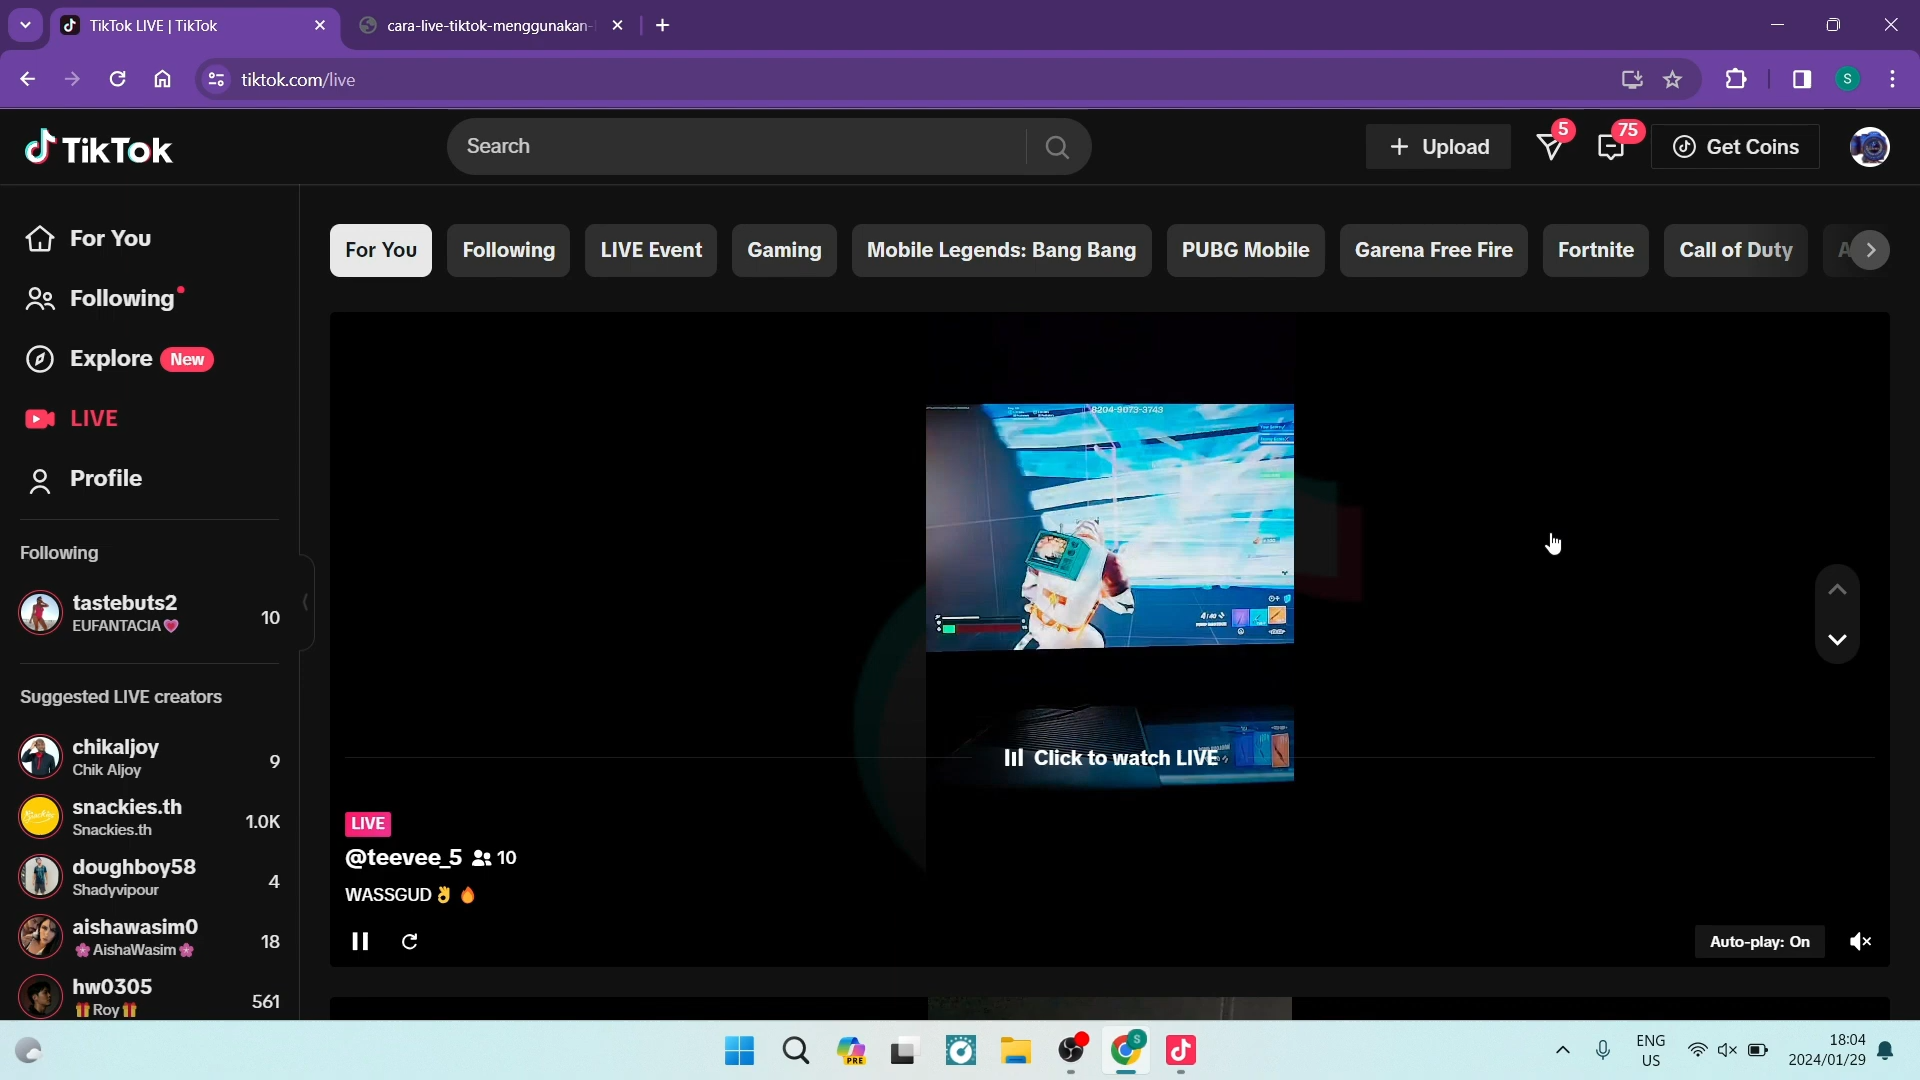 TikTok LIVE | TikTok
cara-live-tiktok-menggunakan-
tiktok.com/live
S
TikTok
Search
Upload
5
75
Get Coins
For You
Following
Explore New
LIVE
Profile
Following
tastebuts2
EUFANTACIA💗
10
Suggested LIVE creators
chikaljoy
Chik Aljoy
9
snackies.th
Snackies.th
1.0K
doughboy58
Shadyvipour
4
aishawasim0
🌸AishaWasim🌸
18
hw0305
🎁Roy🎁
561
For You
Following
LIVE Event
Gaming
Mobile Legends: Bang Bang
PUBG Mobile
Garena Free Fire
Fortnite
Call of Duty
8204-9073-3743
Click to watch LIVE
LIVE
@teevee_5 10
WASSGUD👌🔥
Auto-play: On
PRE
S
ENG
US
18:04
2024/01/29